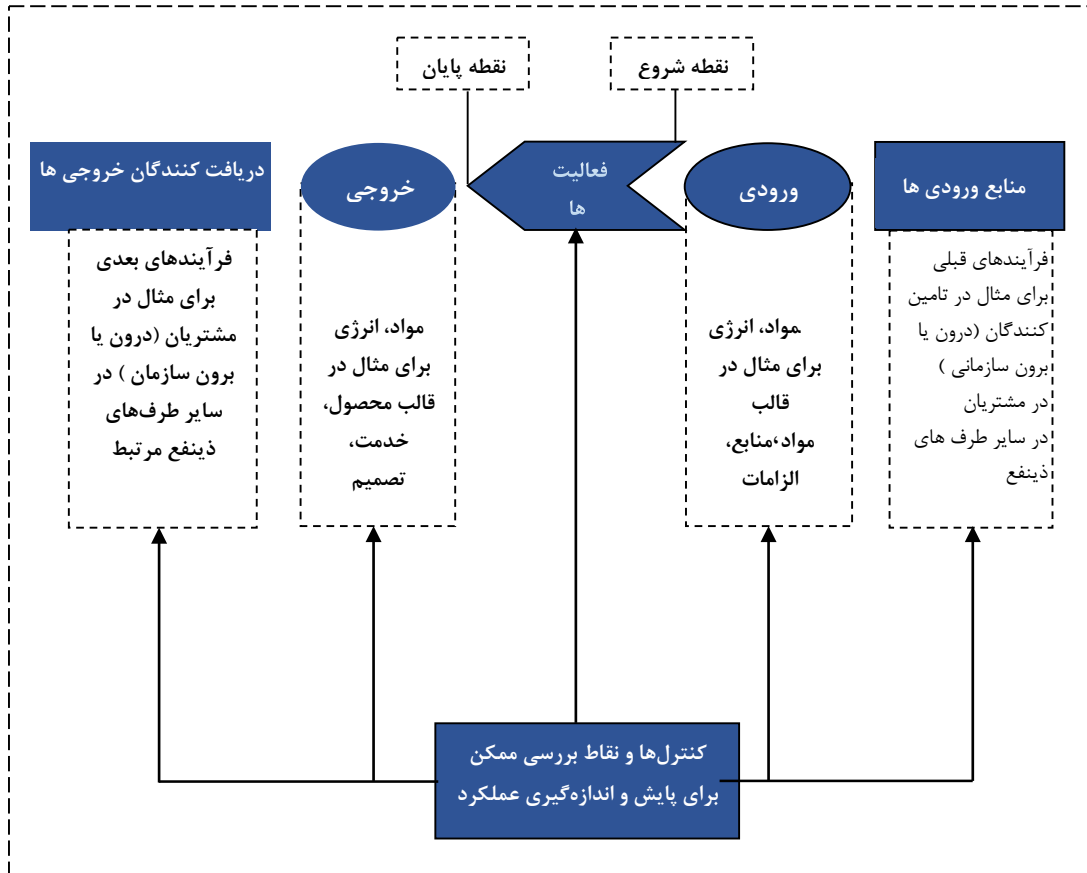 نقطه شروع
نقطه پایان
منابع ورودی ها
ورودی
فعالیت
ها
خروجی
دریافت کنندگان خروجی ها
فرآیندهای قبلی
برای مثال در تامین
کنندگان (درون یا
برون سازمانی )
در مشتریان
در سایر طرف های
ذینفع
مواد، انرژی
برای مثال در
قالب
مواد،منابع،
الزامات
مواد، انرژی
برای مثال در
قالب محصول،
خدمت،
تصمیم
فرآیندهای بعدی
برای مثال در
مشتریان (درون یا
برون سازمان ) در
سایر طرف‌های
ذینفع مرتبط
کنترل‌ها و نقاط بررسی ممکن
برای پایش و اندازه‌گیری عملکرد